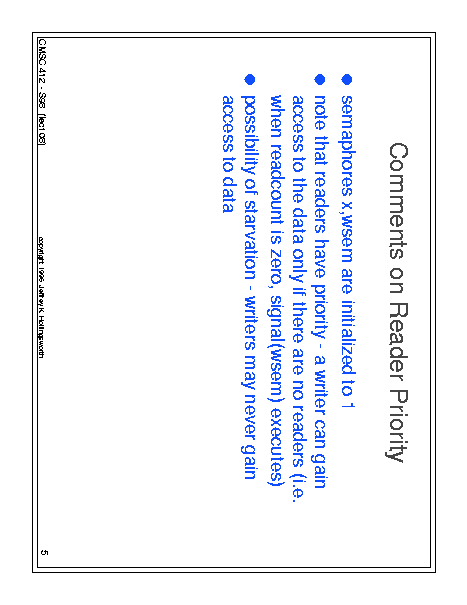 Comments on Reader Priority
● semaphores x,wsem are initialized to 1
● note that readers have priority - a writer can gain
access to the data only if there are no readers (i.e.
when readcount is zero, signal(wsem) executes)
● possibility of starvation - writers may never gain
access to data
CMSC 412 - S96 (lect 08)
copyright 1996 Jeffrey K. Hollingsworth
5